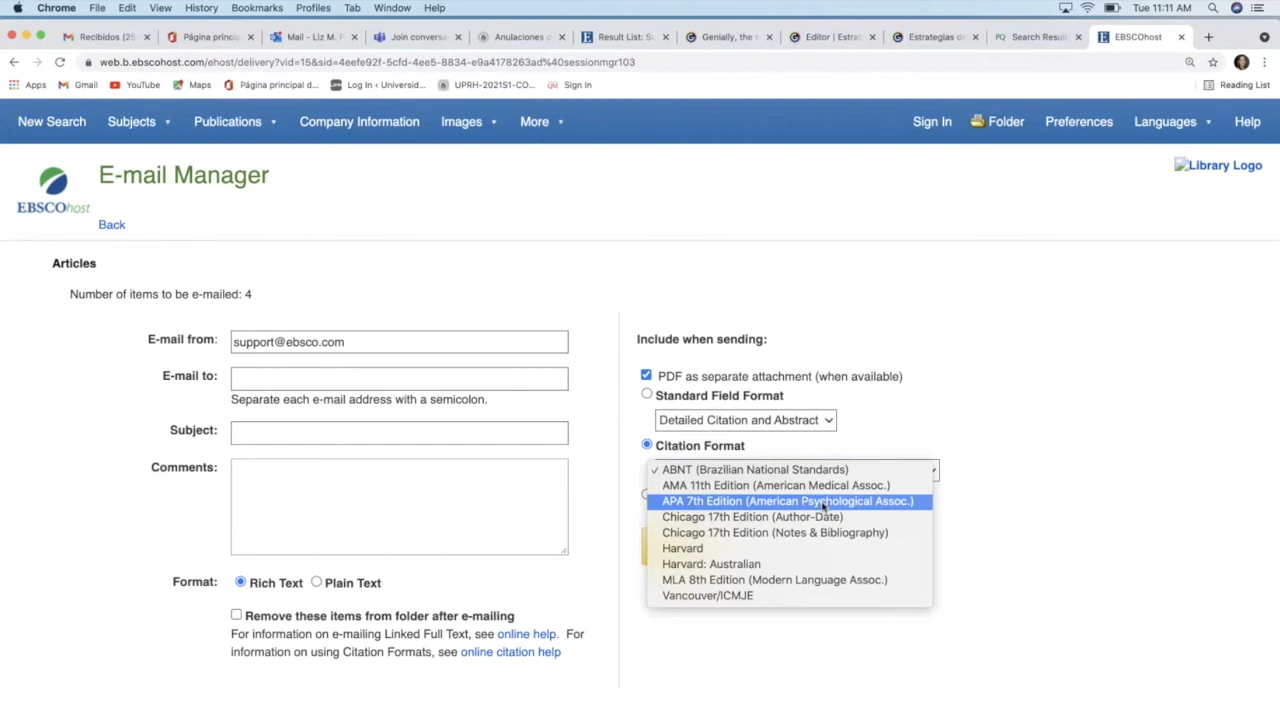 Chrome File Edit View History Bookmarks Profiles Tab Window Help Tue 11:11 AM
Recibidos (25 Página princip Mail - Liz M. P Join conversa Anulaciones d Result List: St Genially, the t Editor | Estrat Estrategias de Search Resul EBSCOhost
web.b.ebscohost.com/ehost/delivery?vid=15&sid=4eefe92f-5cfd-4ee5-8834-e9a4178263ad%40sessionmgr103
Apps Gmail YouTube Maps Página principal d... Log In ‹ Universid... UPRH-2021S1-CO... Sign In Reading List
New Search Subjects Publications Company Information Images More Sign In Folder Preferences Languages Help
E-mail Manager
Library Logo
EBSCOhost
Back
Articles
Number of items to be e-mailed: 4
E-mail from: support@ebsco.com
E-mail to:
Separate each e-mail address with a semicolon.
Subject:
Comments:
Format: Rich Text Plain Text
Remove these items from folder after e-mailing
For information on e-mailing Linked Full Text, see online help. For
information on using Citation Formats, see online citation help
Include when sending:
PDF as separate attachment (when available)
Standard Field Format
Detailed Citation and Abstract
Citation Format
✓ ABNT (Brazilian National Standards)
AMA 11th Edition (American Medical Assoc.)
APA 7th Edition (American Psychological Assoc.)
Chicago 17th Edition (Author-Date)
Chicago 17th Edition (Notes & Bibliography)
Harvard
Harvard: Australian
MLA 8th Edition (Modern Language Assoc.)
Vancouver/ICMJE